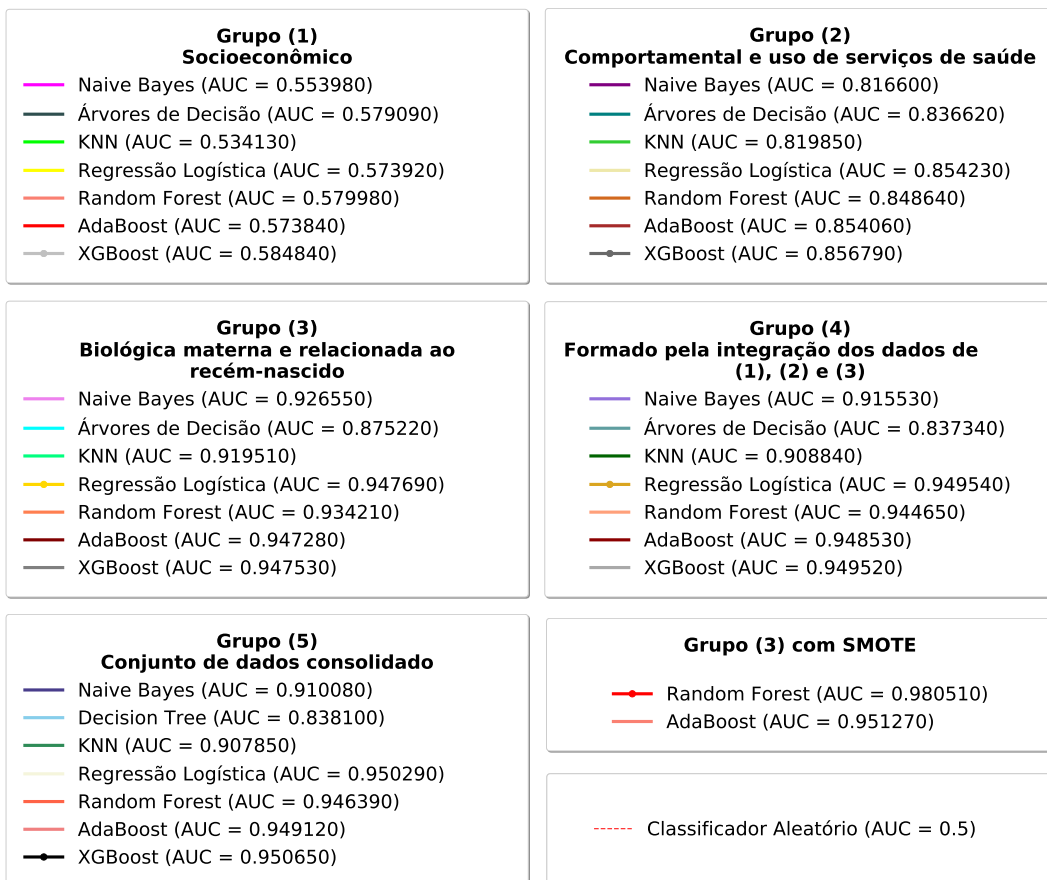 Grupo (1)
Socioeconômico
Naive Bayes (AUC = 0.553980)
Árvores de Decisão (AUC = 0.579090)
KNN (AUC = 0.534130)
Regressão Logística (AUC = 0.573920)
Random Forest (AUC = 0.579980)
AdaBoost (AUC = 0.573840)
XGBoost (AUC = 0.584840)
Grupo (2)
Comportamental e uso de serviços de saúde
Naive Bayes (AUC = 0.816600)
Árvores de Decisão (AUC = 0.836620)
KNN (AUC = 0.819850)
Regressão Logística (AUC = 0.854230)
Random Forest (AUC = 0.848640)
AdaBoost (AUC = 0.854060)
XGBoost (AUC = 0.856790)
Grupo (3)
Biológica materna e relacionada ao
recém-nascido
Naive Bayes (AUC = 0.926550)
Árvores de Decisão (AUC = 0.875220)
KNN (AUC = 0.919510)
Regressão Logística (AUC = 0.947690)
Random Forest (AUC = 0.934210)
AdaBoost (AUC = 0.947280)
XGBoost (AUC = 0.947530)
Grupo (4)
Formado pela integração dos dados de
(1), (2) e (3)
Naive Bayes (AUC = 0.915530)
Árvores de Decisão (AUC = 0.837340)
KNN (AUC = 0.908840)
Regressão Logística (AUC = 0.949540)
Random Forest (AUC = 0.944650)
AdaBoost (AUC = 0.948530)
XGBoost (AUC = 0.949520)
Grupo (5)
Conjunto de dados consolidado
Naive Bayes (AUC = 0.910080)
Decision Tree (AUC = 0.838100)
KNN (AUC = 0.907850)
Regressão Logística (AUC = 0.950290)
Random Forest (AUC = 0.946390)
AdaBoost (AUC = 0.949120)
XGBoost (AUC = 0.950650)
Grupo (3) com SMOTE
Random Forest (AUC = 0.980510)
AdaBoost (AUC = 0.951270)
Classificador Aleatório (AUC = 0.5)